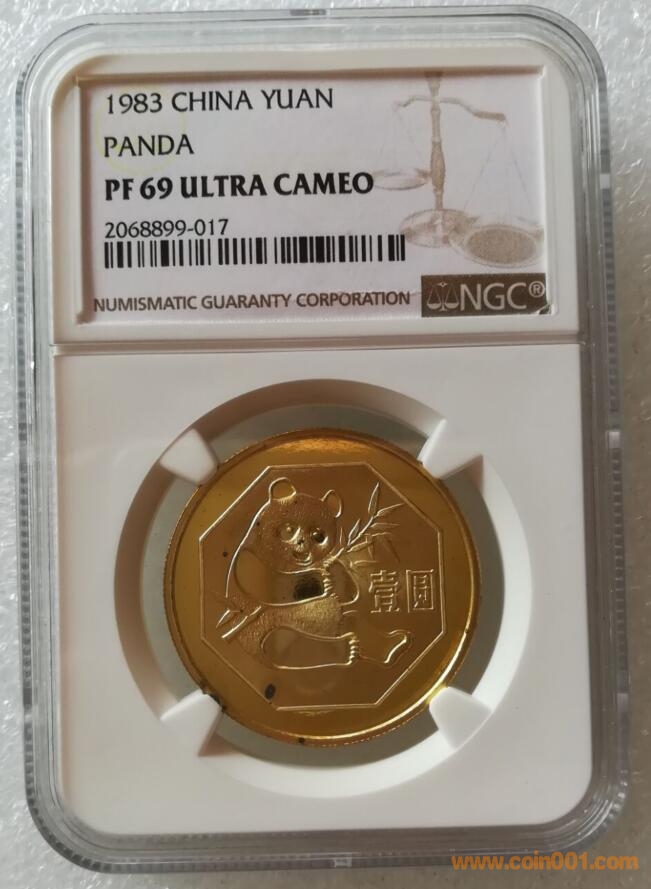 1983 CHINA YUAN
PANDA
PF 69 ULTRA CAMEO
2068899-017
NUMISMATIC GUARANTY CORPORATION
NGC®
壹圆
www.coin001.com